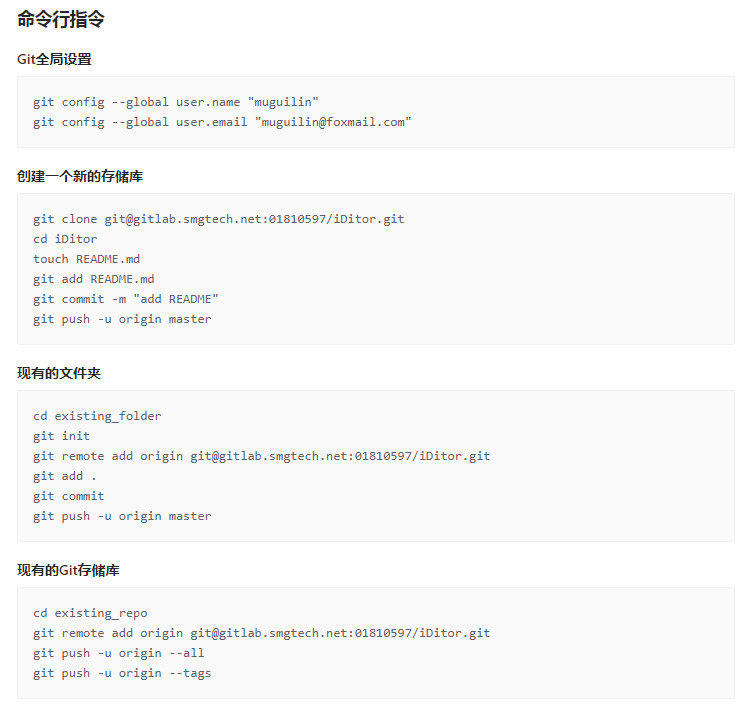 命令行指令
Git全局设置
git config --global user.name "muguilin"
git config --global user.email "muguilin@foxmail.com"
创建一个新的存储库
git clone git@gitlab.smgtech.net:01810597/iDitor.git
cd iDitor
touch README.md
git add README.md
git commit -m "add README"
git push -u origin master
现有的文件夹
cd existing_folder
git init
git remote add origin git@gitlab.smgtech.net:01810597/iDitor.git
git add .
git commit
git push -u origin master
现有的Git存储库
cd existing_repo
git remote add origin git@gitlab.smgtech.net:01810597/iDitor.git
git push -u origin --all
git push -u origin --tags